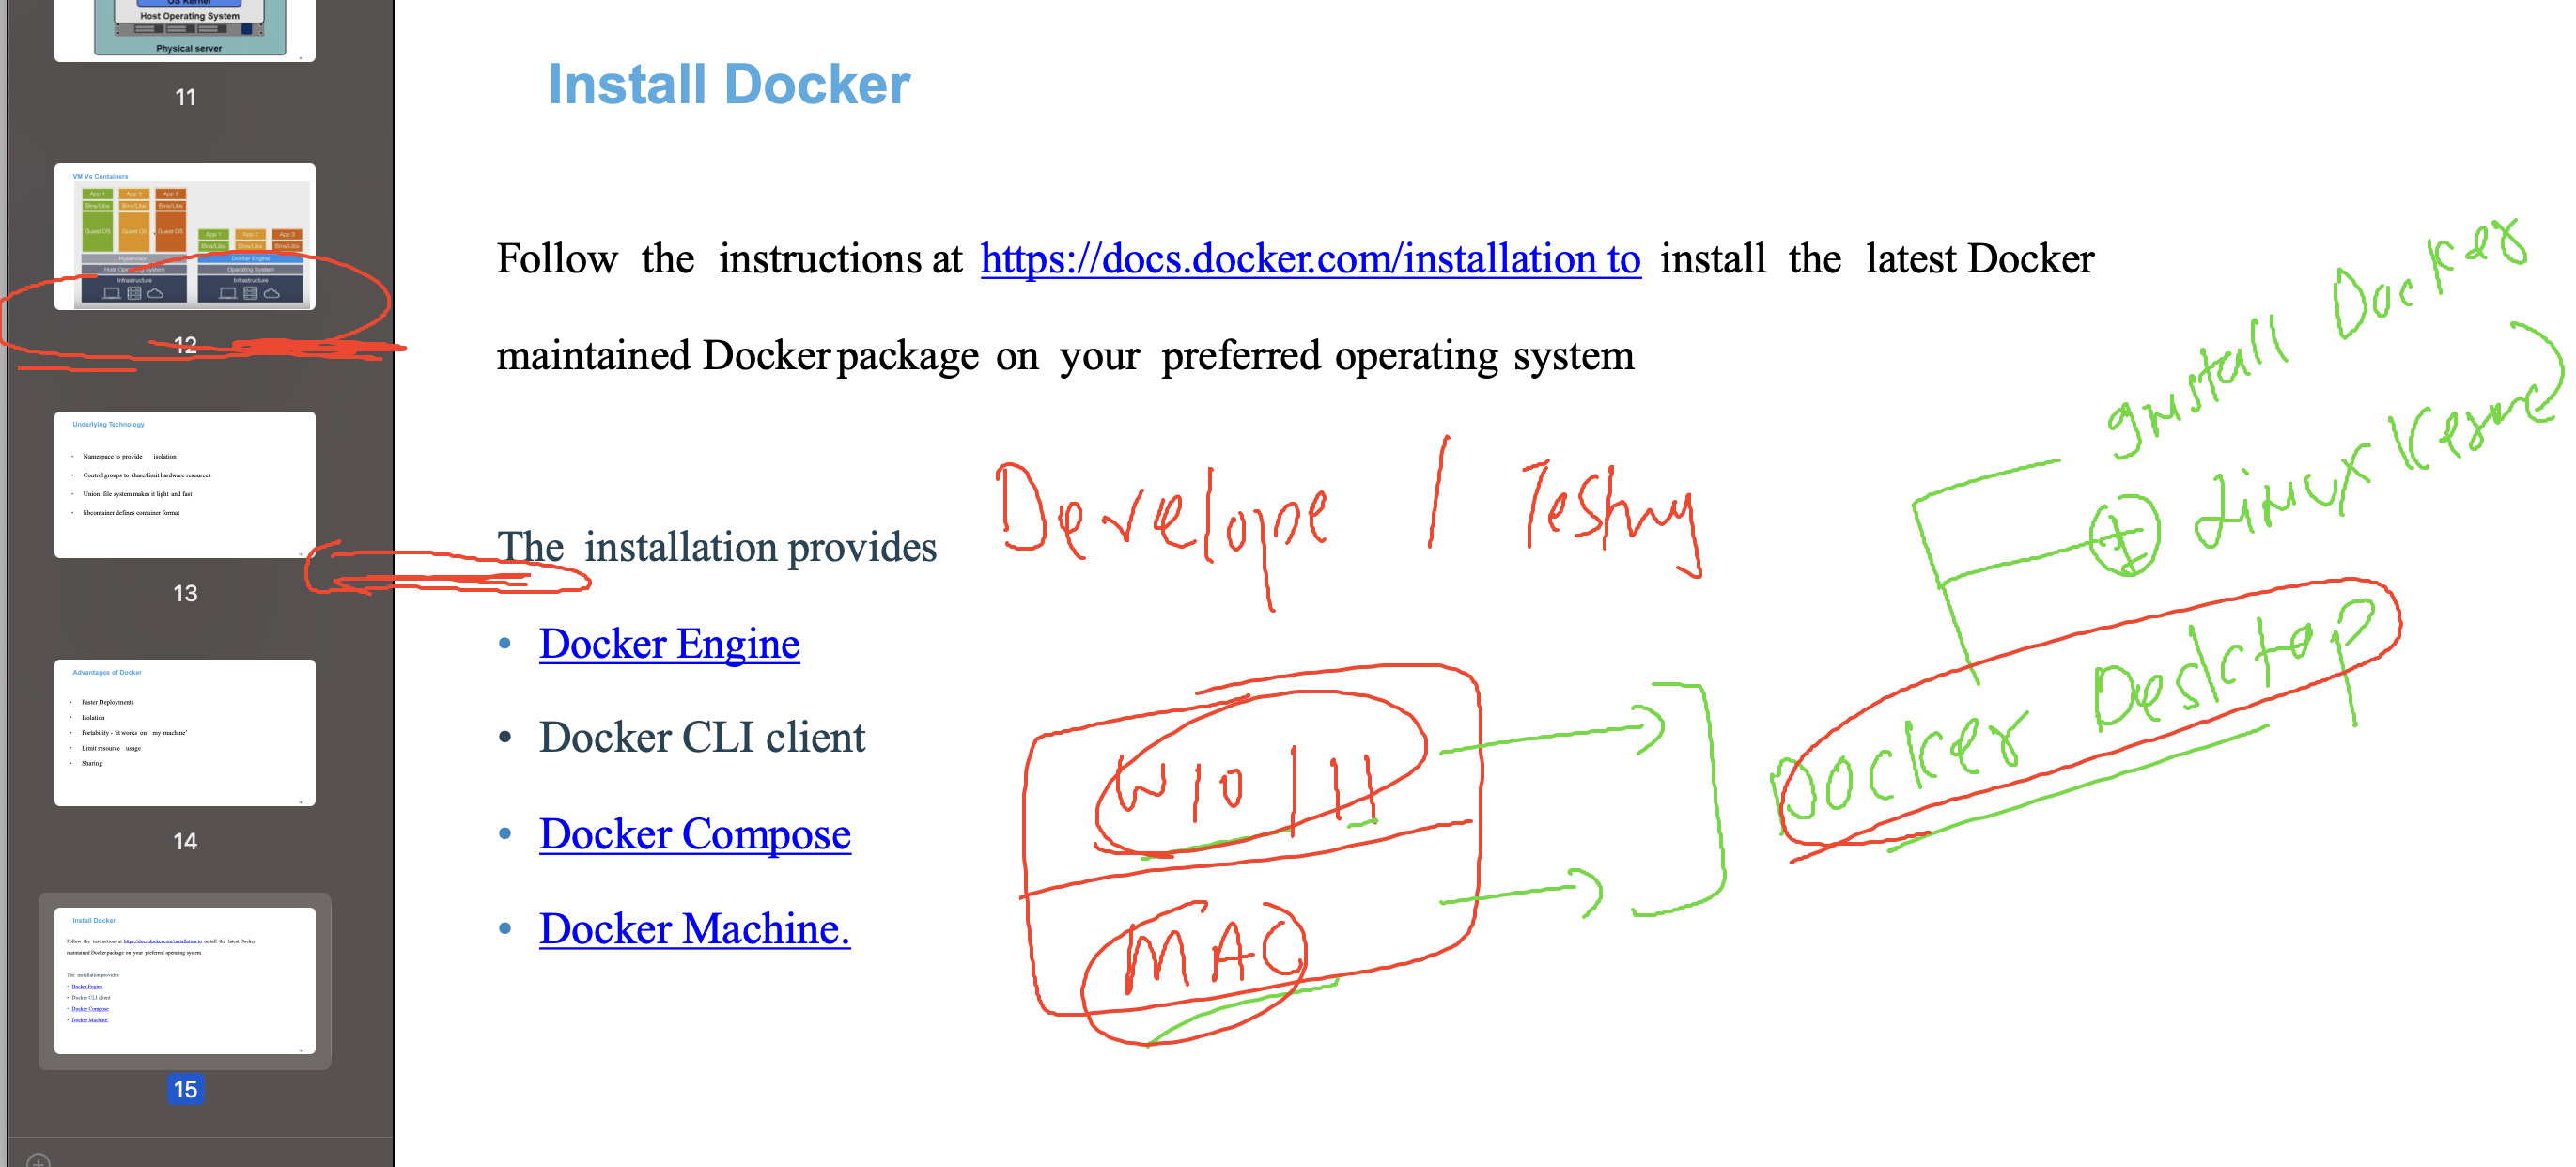 OS Kernel
Host Operating System
Physical server
11
VM Vs Containers
App 1 App 2 App 3
Bins/Libs Bins/Libs Bins/Libs
Guest OS Guest OS Guest OS
App 1 App 2 App 3
Bins/Libs Bins/Libs Bins/Libs
Hypervisor Docker Engine
Host Operating System Operating System
Infrastructure Infrastructure
12
Underlying Technology
• Namespace to provide isolation
• Control groups to share/limit hardware resources
• Union file system makes it light and fast
• libcontainer defines container format
13
Advantages of Docker
• Faster Deployments
• Isolation
• Portability - 'it works on my machine'
• Limit resource usage
• Sharing
14
Install Docker
Follow the instructions at https://docs.docker.com/installation to install the latest Docker
maintained Docker package on your preferred operating system
The installation provides
• Docker Engine
• Docker CLI client
• Docker Compose
• Docker Machine.
15
Install Docker
Follow the instructions at https://docs.docker.com/installation to install the latest Docker
maintained Docker package on your preferred operating system
The installation provides
• Docker Engine
• Docker CLI client
• Docker Compose
• Docker Machine.
Develope / Testing
W10/11
MAC
Install Docker
+ Linux Kernel
Docker Desktop